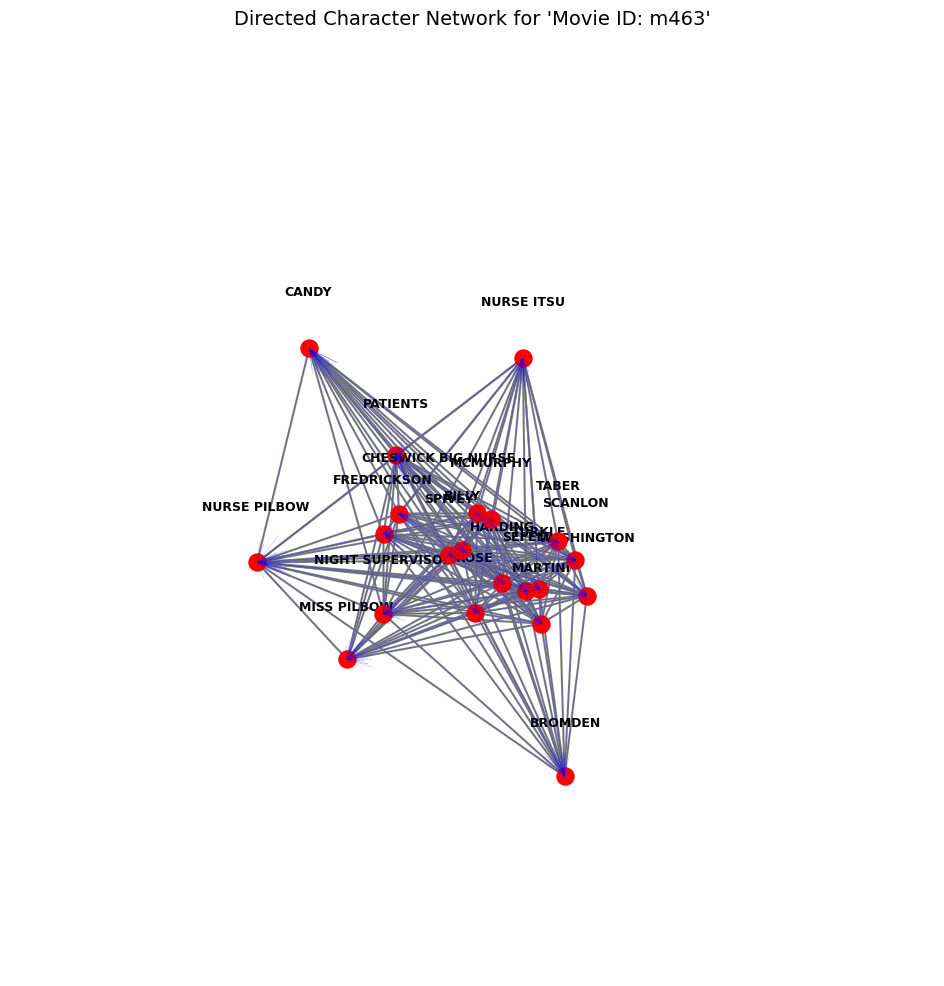 Directed Character Network for 'Movie ID: m463'
CANDY
NURSE ITSU
PATIENTS
CHESWICK
BIG NURSE
MCMURPHY
FREDRICKSON
TABER
SPIVEY
BILLY
SCANLON
NURSE PILBOW
HARDING
TURKLE
SEFELT
WASHINGTON
NIGHT SUPERVISOR
ROSE
MARTINI
MISS PILBOW
BROMDEN